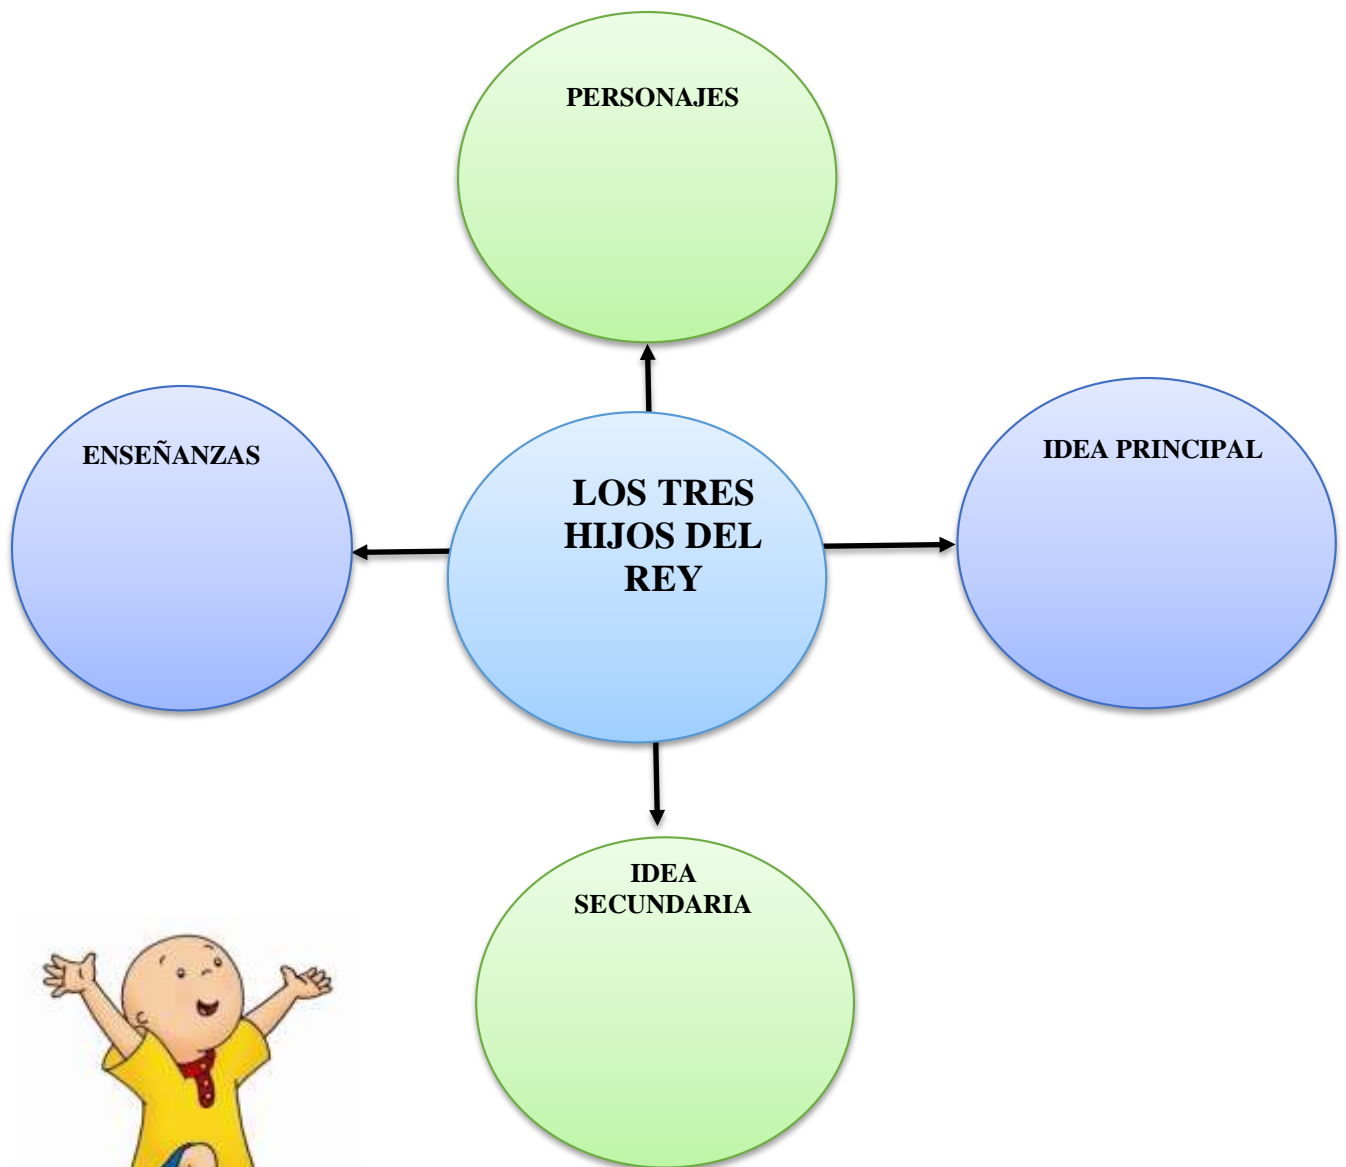 PERSONAJES
ENSEÑANZAS
LOS TRES
HIJOS DEL
REY
IDEA PRINCIPAL
IDEA
SECUNDARIA